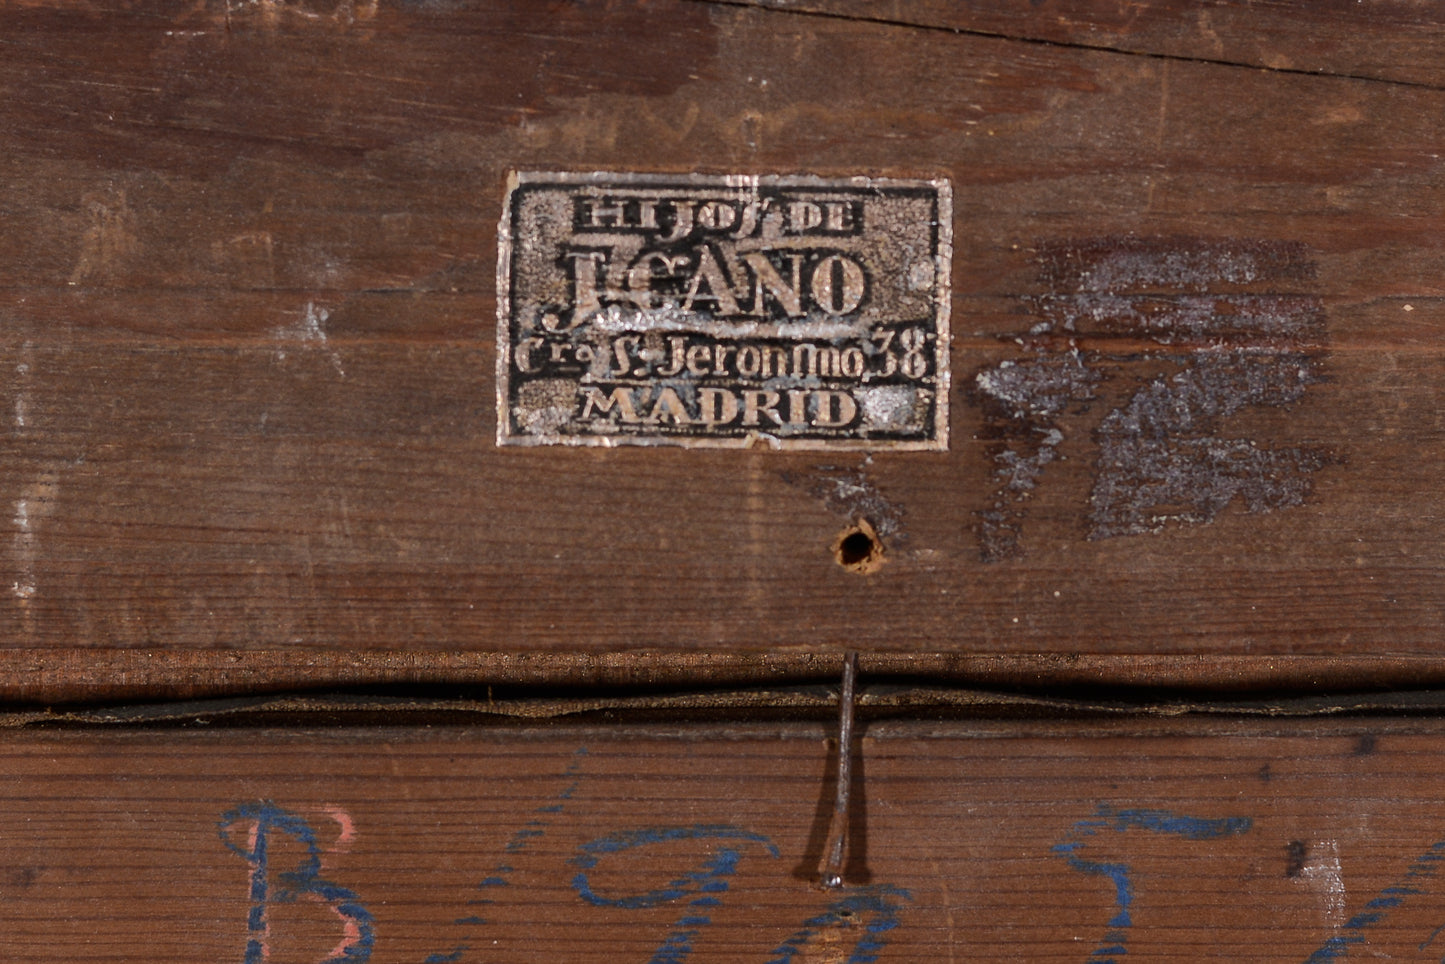 HIJOS DE
J. CANO
Cra S. Jeronimo, 38
MADRID
B